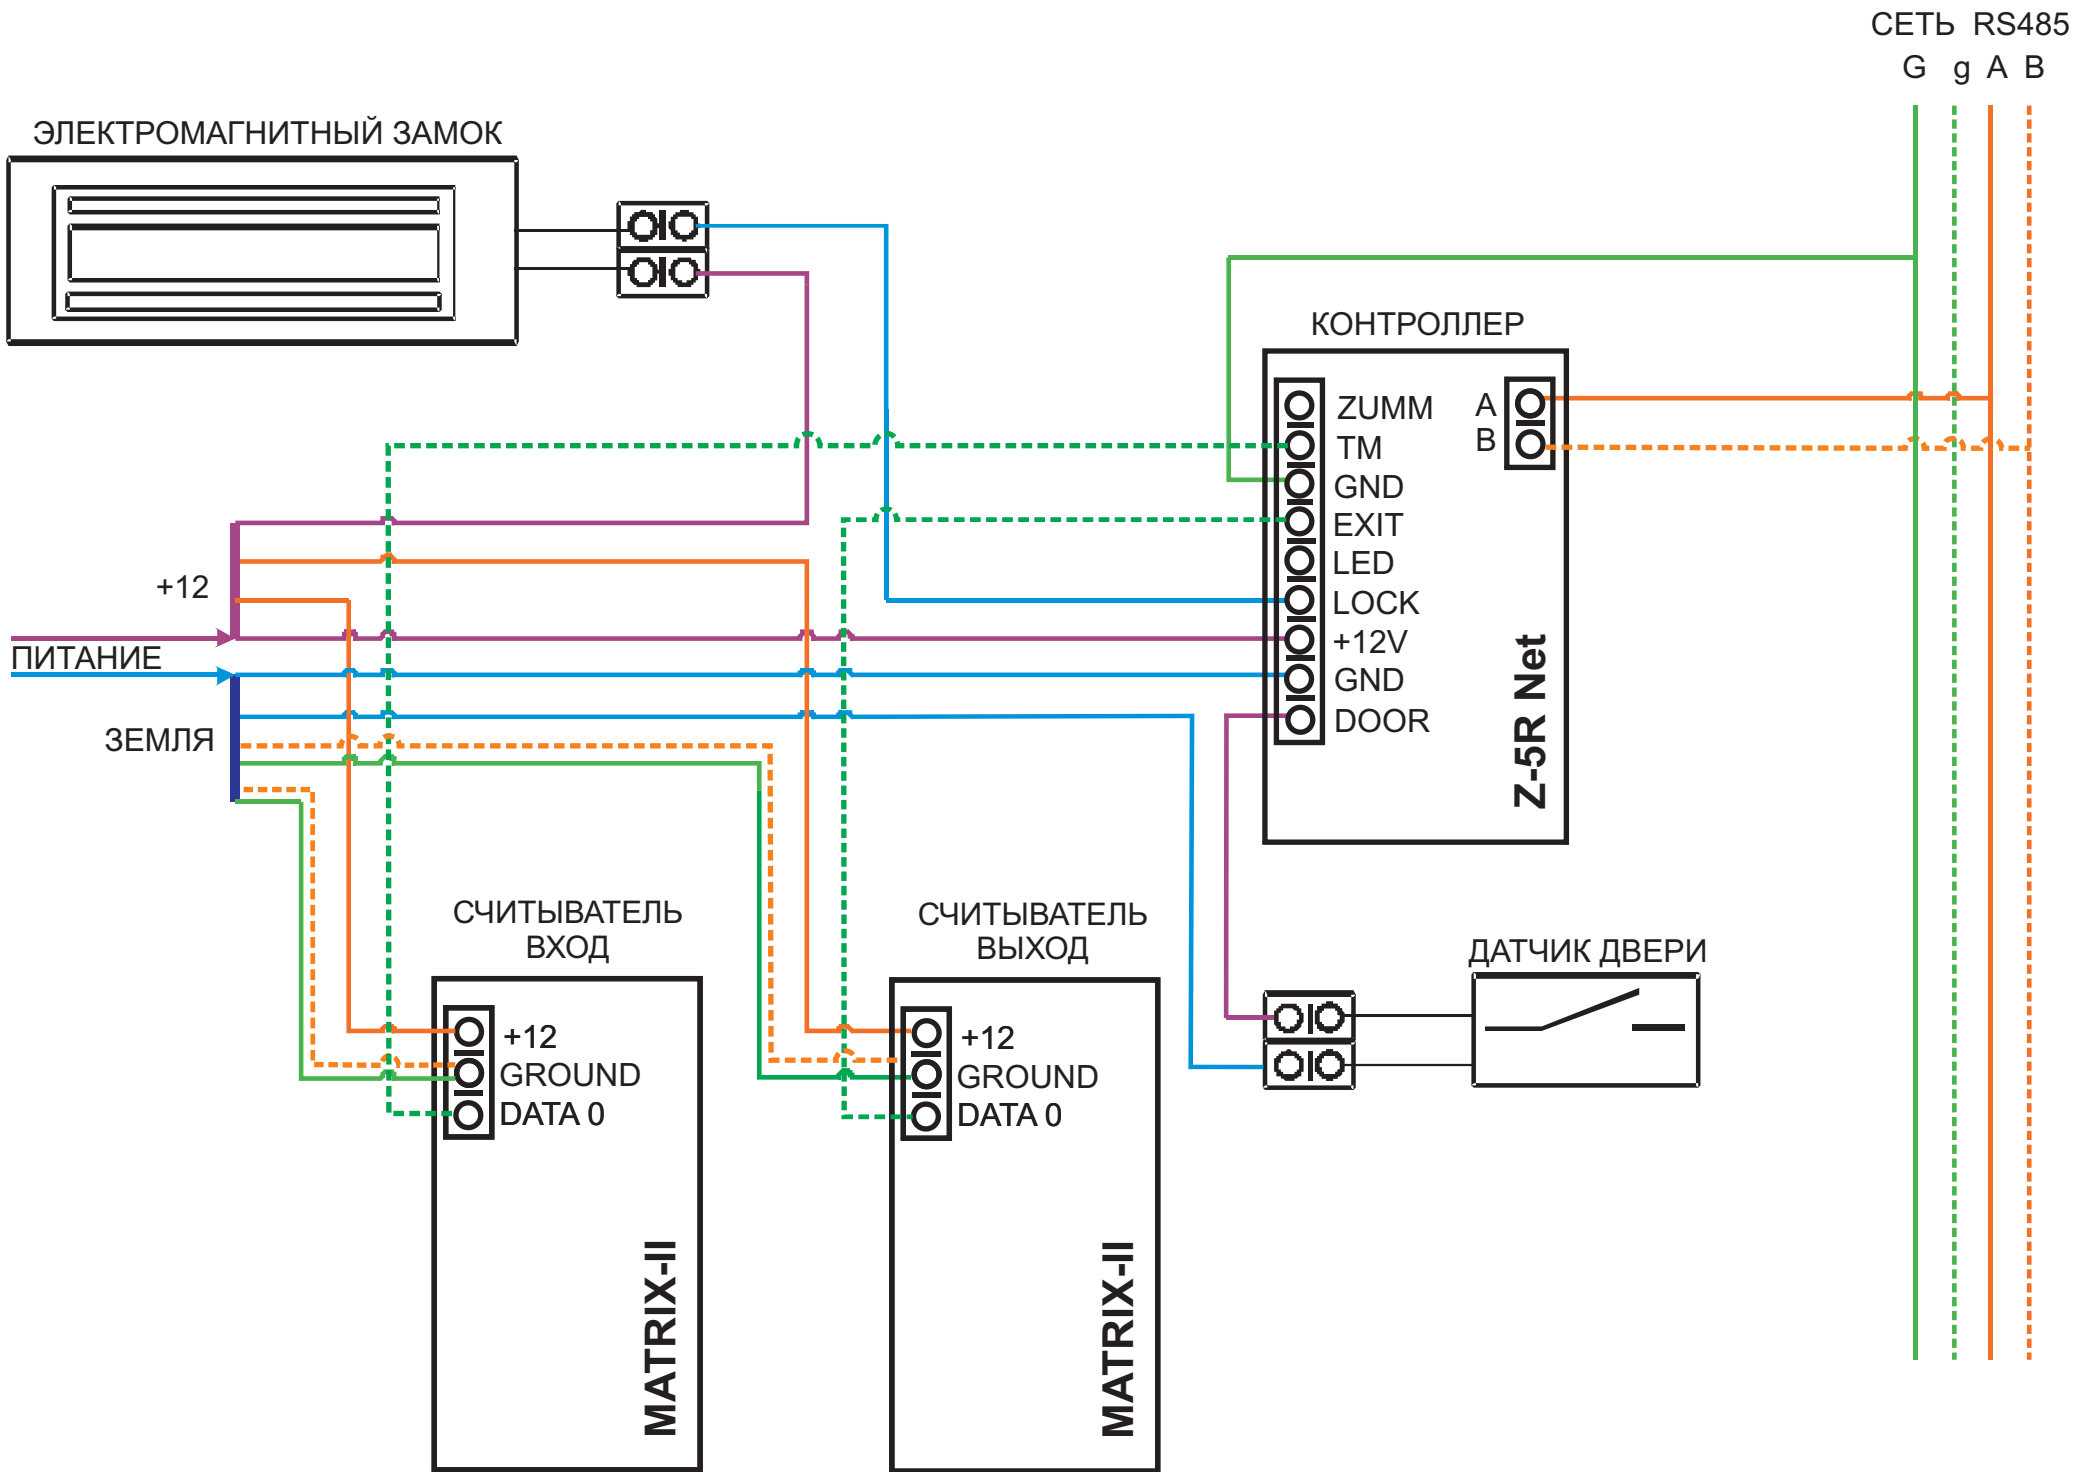 СЕТЬ RS485
G g A B
ЭЛЕКТРОМАГНИТНЫЙ ЗАМОК
КОНТРОЛЛЕР
ZUMM
TM
GND
EXIT
LED
LOCK
+12V
GND
DOOR
A
B
Z-5R Net
+12
ПИТАНИЕ
ЗЕМЛЯ
СЧИТЫВАТЕЛЬ
ВХОД
+12
GROUND
DATA 0
MATRIX-II
СЧИТЫВАТЕЛЬ
ВЫХОД
+12
GROUND
DATA 0
MATRIX-II
ДАТЧИК ДВЕРИ